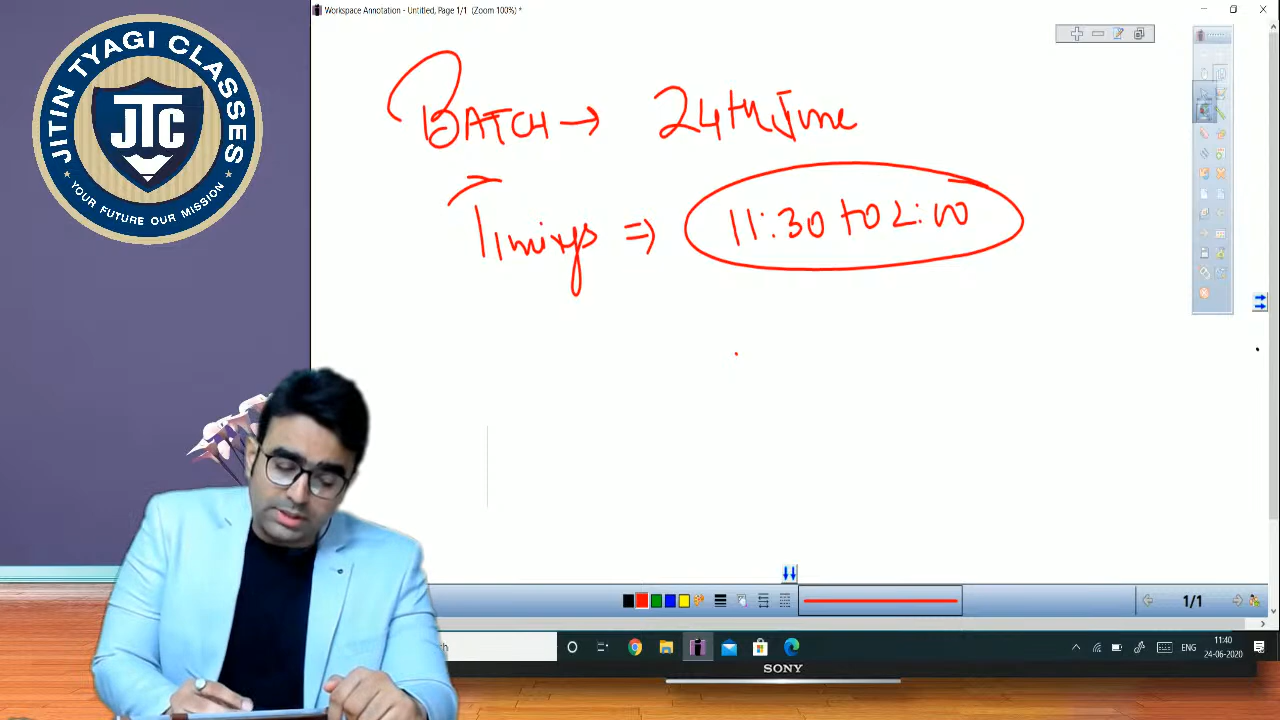 Workspace Annotation - Untitled, Page 1/1 (Zoom 100%) *
JITIN TYAGI CLASSES
JTC
YOUR FUTURE OUR MISSION
BATCH → 24th June
Timings ⇒ 11:30 to 2:00
1/1
11:40
ENG
24-06-2020
SONY